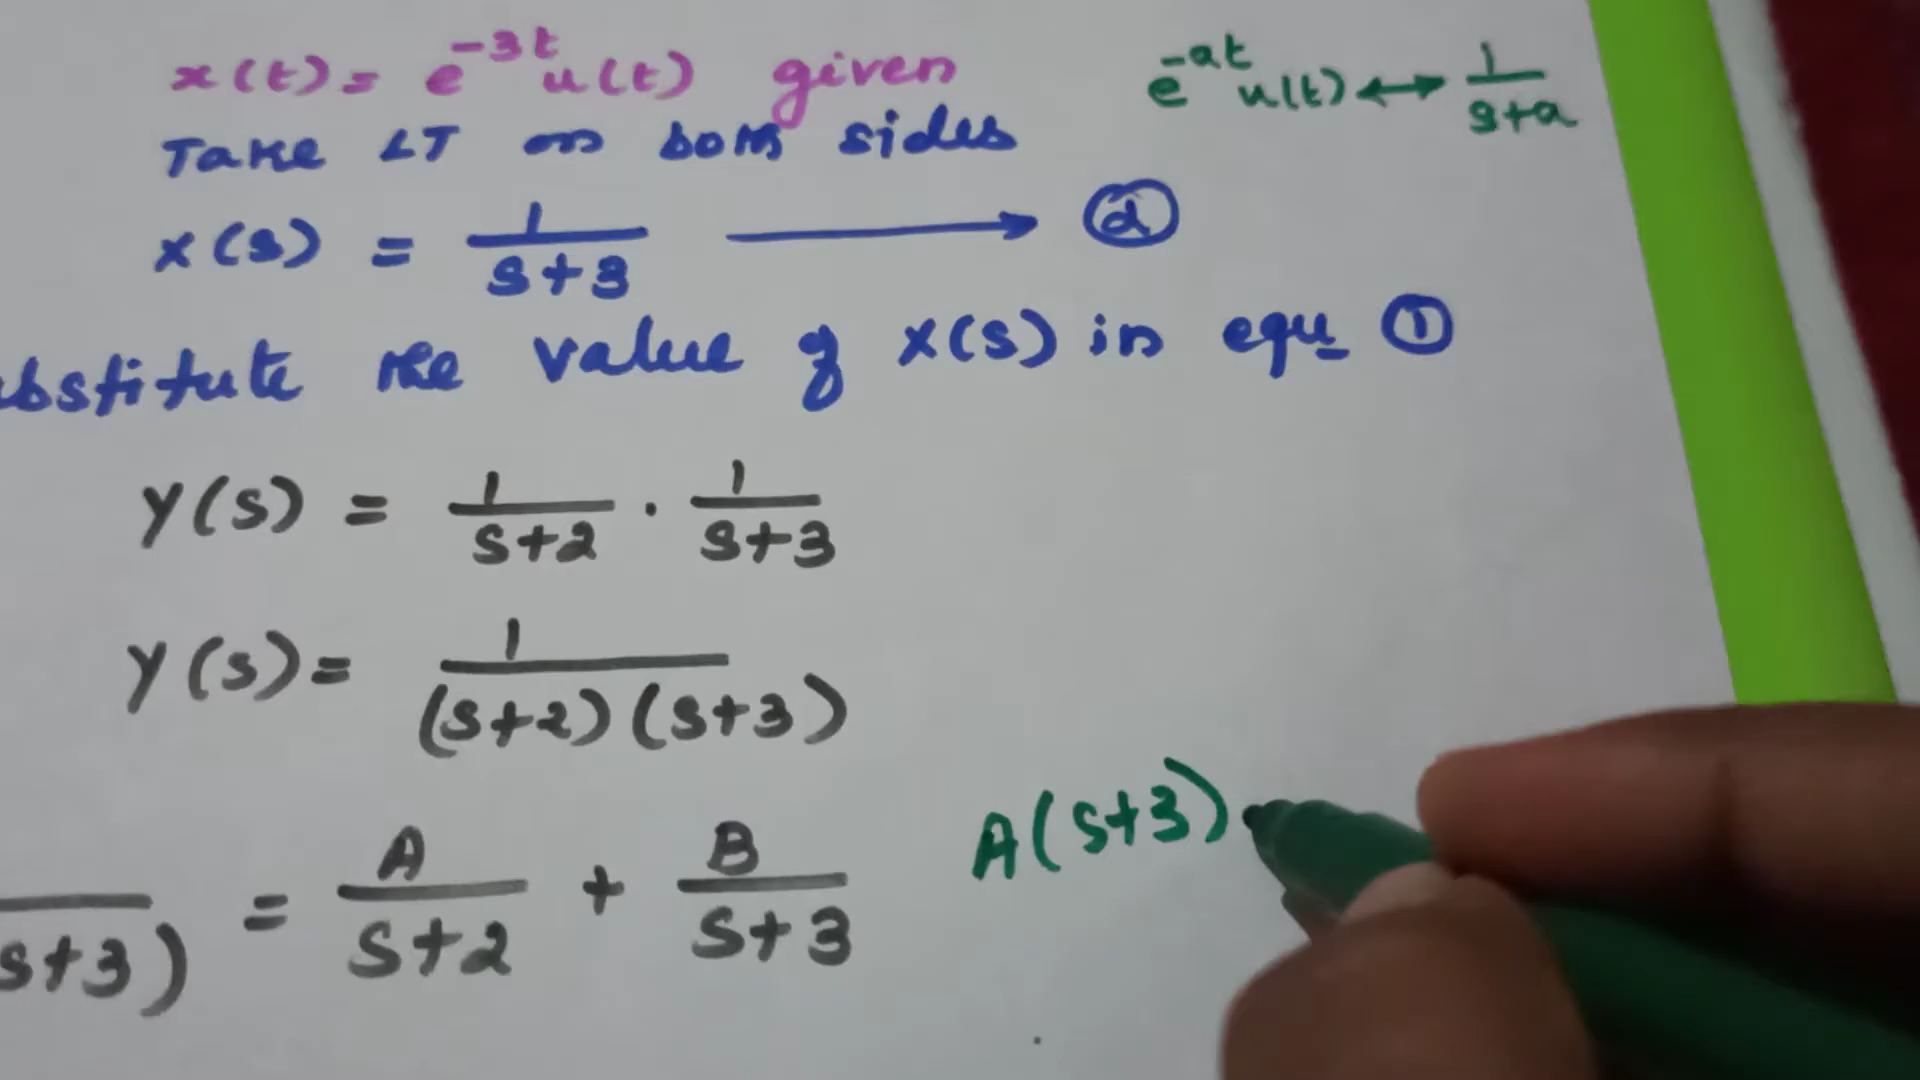 x(t) = e^{-3t} u(t) given
e^{-at} u(t) ↔ 1/(s+a)
Take LT on both sides
X(s) = 1/(s+3) ⟶ ②
ubstitute the value of X(s) in equ ①
Y(s) = 1/(s+2) . 1/(s+3)
Y(s) = 1/((s+2)(s+3))
A(s+3)
s+3) = A/(s+2) + B/(s+3)